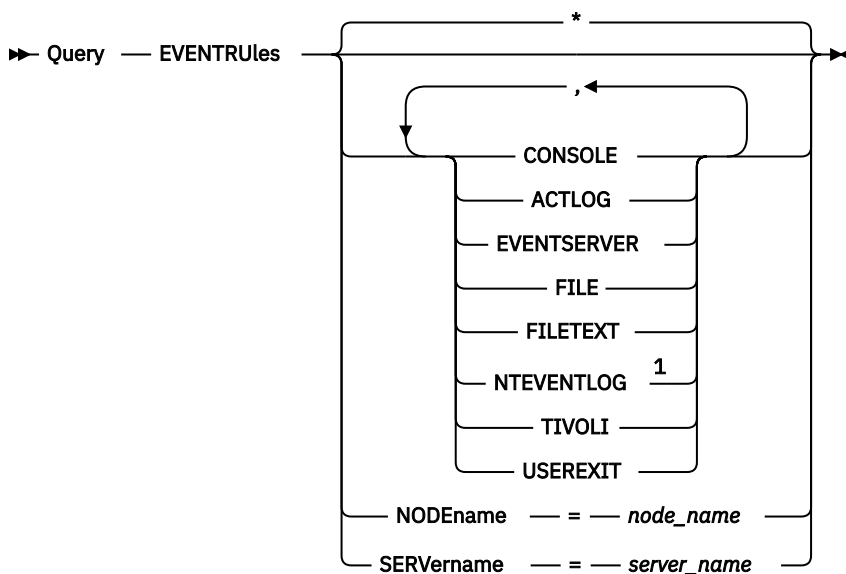 *
Query EVENTRUles
,
CONSOLE
ACTLOG
EVENTSERVER
FILE
FILETEXT
NTEVENTLOG 1
TIVOLI
USEREXIT
NODEname = node_name
SERVername = server_name